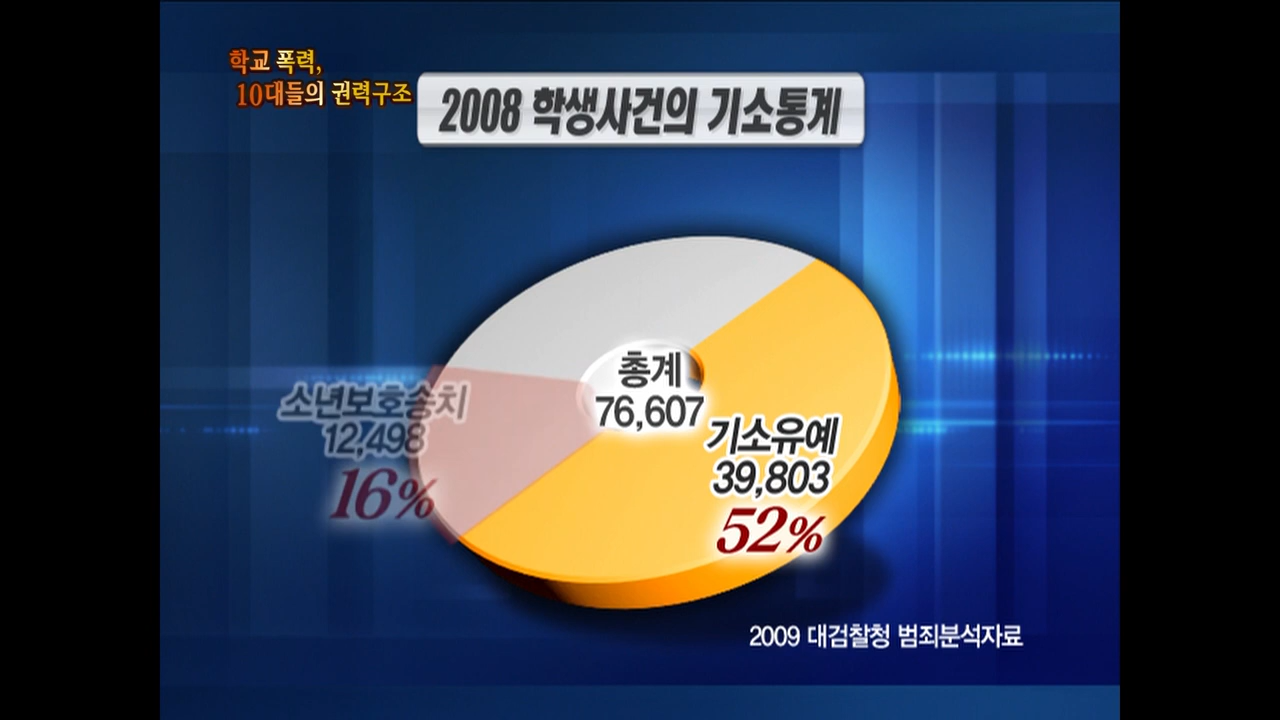 학교 폭력,
10대들의 권력구조
2008 학생사건의 기소통계
총계
76,607
기소유예
39,803
52%
소년보호송치
12,498
16%
2009 대검찰청 범죄분석자료